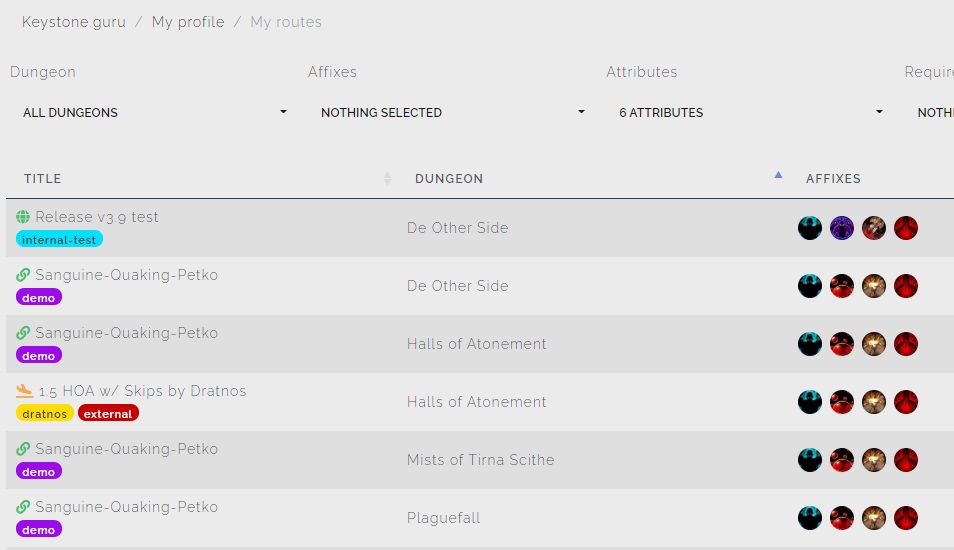 Keystone.guru / My profile / My routes
Dungeon Affixes Attributes Require
ALL DUNGEONS NOTHING SELECTED 6 ATTRIBUTES NOTHI
TITLE DUNGEON AFFIXES
Release v3.9 test
De Other Side
internal-test
Sanguine-Quaking-Petko
De Other Side
demo
Sanguine-Quaking-Petko
Halls of Atonement
demo
15 HOA w/ Skips by Dratnos
Halls of Atonement
dratnos external
Sanguine-Quaking-Petko
Mists of Tirna Scithe
demo
Sanguine-Quaking-Petko
Plaguefall
demo